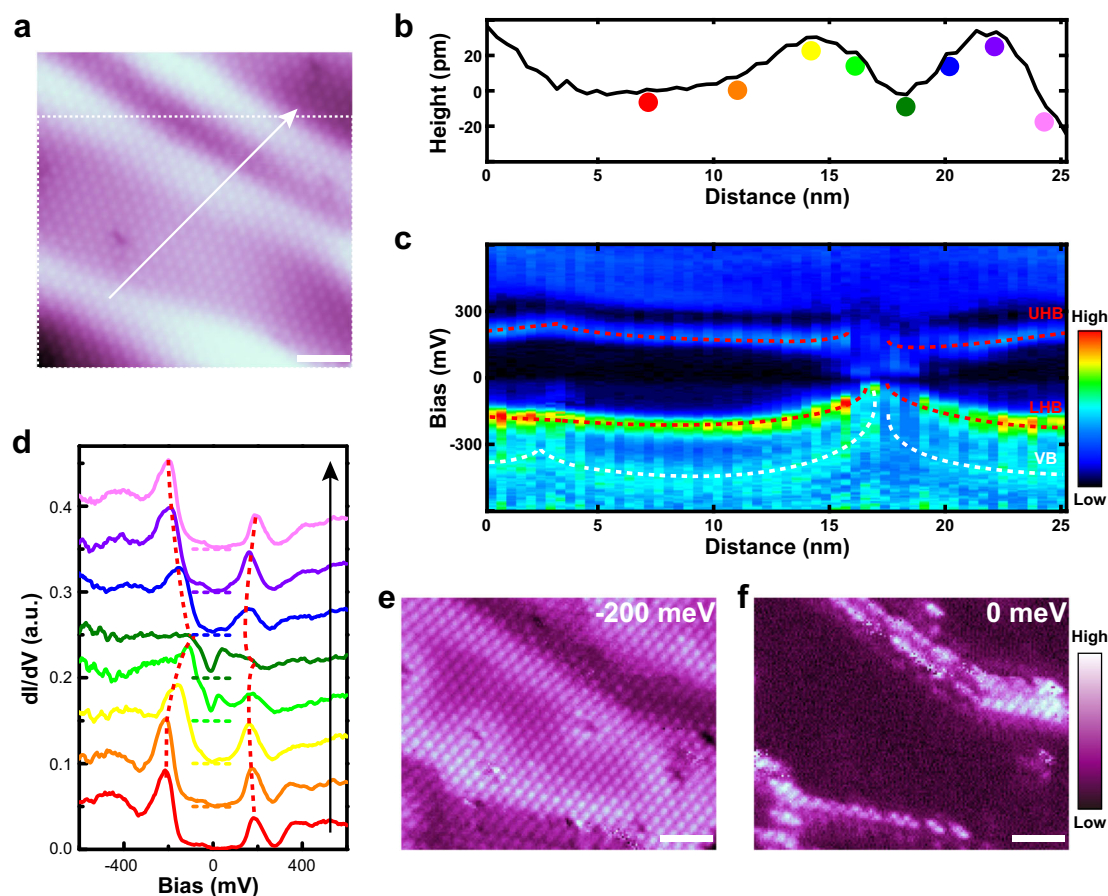 a
b
Height (pm)
20
0
-20
0
5
10
15
20
25
Distance (nm)
c
Bias (mV)
300
0
-300
UHB
LHB
VB
0
5
10
15
20
25
Distance (nm)
High
Low
d
dI/dV (a.u.)
0.4
0.3
0.2
0.1
0.0
-400
0
400
Bias (mV)
e
-200 meV
f
0 meV
High
Low